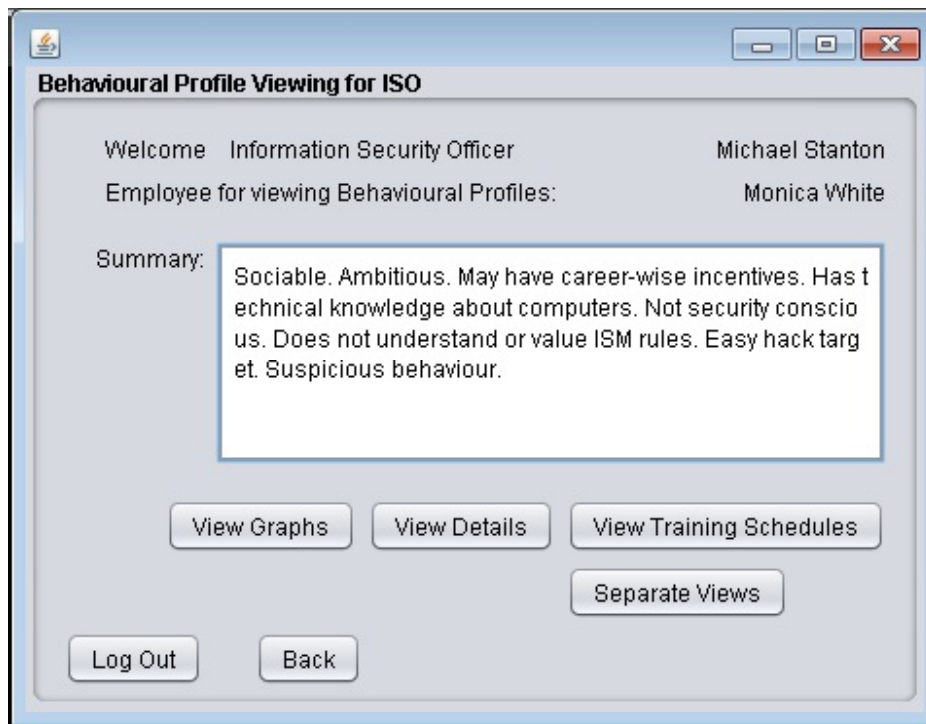 Behavioural Profile Viewing for ISO
Welcome Information Security Officer Michael Stanton
Employee for viewing Behavioural Profiles: Monica White
Summary:
Sociable. Ambitious. May have career-wise incentives. Has t
echnical knowledge about computers. Not security conscio
us. Does not understand or value ISM rules. Easy hack targ
et. Suspicious behaviour.
View Graphs View Details View Training Schedules
Separate Views
Log Out Back